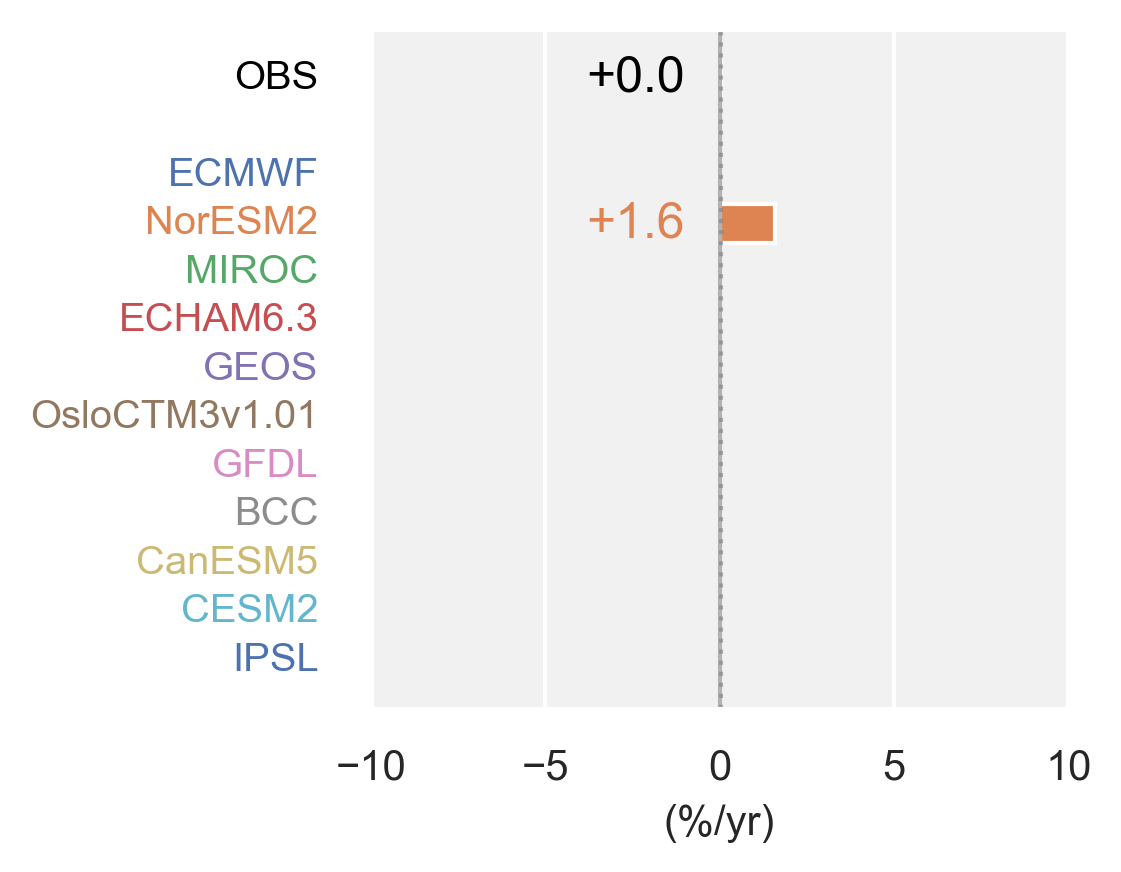 OBS +0.0
ECMWF
NorESM2 +1.6
MIROC
ECHAM6.3
GEOS
OsloCTM3v1.01
GFDL
BCC
CanESM5
CESM2
IPSL
−10 −5 0 5 10
(%/yr)